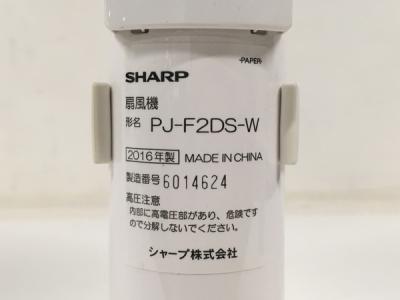 -PAPER-
SHARP
扇風機
形名 PJ-F2DS-W
2016年製 MADE IN CHINA
製造番号 6014624
高圧注意
内部に高電圧部があり、危険です
ので分解しないでください。
シャープ株式会社